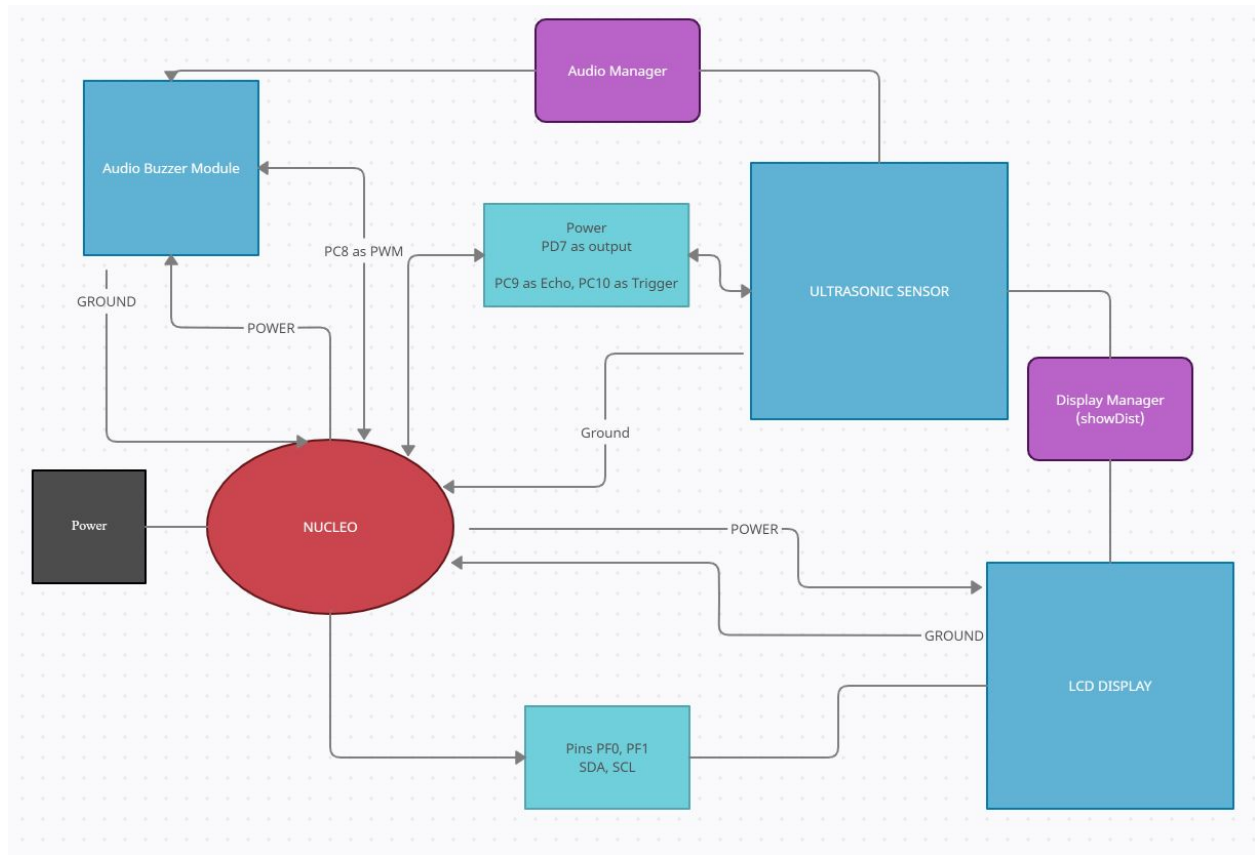 Audio Manager
Audio Buzzer Module
PC8 as PWM
GROUND
POWER
Power
PD7 as output
PC9 as Echo, PC10 as Trigger
ULTRASONIC SENSOR
Ground
Display Manager
(showDist)
Power
NUCLEO
POWER
GROUND
LCD DISPLAY
Pins PF0, PF1
SDA, SCL